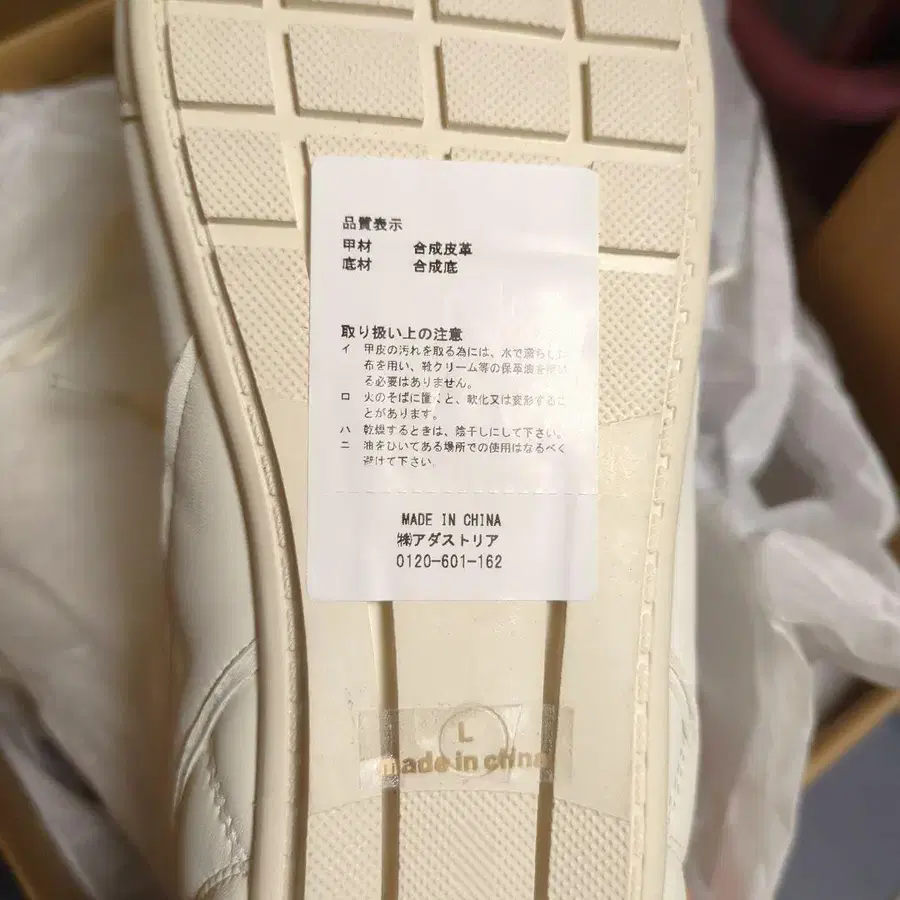 品質表示
甲材 合成皮革
底材 合成底
取り扱い上の注意
イ 甲皮の汚れを取る為には、水で濡らした
布を用い、靴クリーム等の保革油を
る必要はありません。
ロ 火のそばに置くと、軟化又は変形するこ
とがあります。
ハ 乾燥するときは、陰干しにして下さい。
ニ 油をひいてある場所での使用はなるべく
避けて下さい。
MADE IN CHINA
㈱アダストリア
0120-601-162
L
made in china